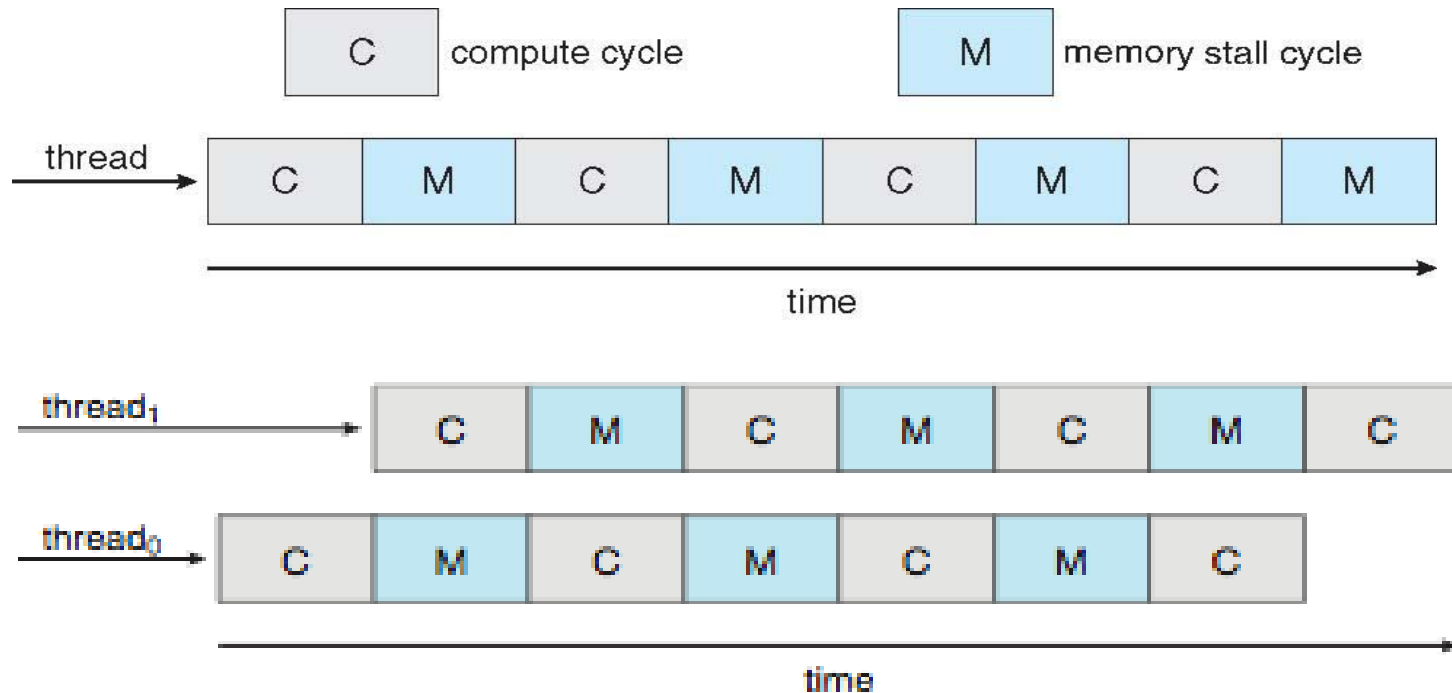 C compute cycle M memory stall cycle
thread C M C M C M C M
time
thread₁ C M C M C M C
thread₀ C M C M C M C
time